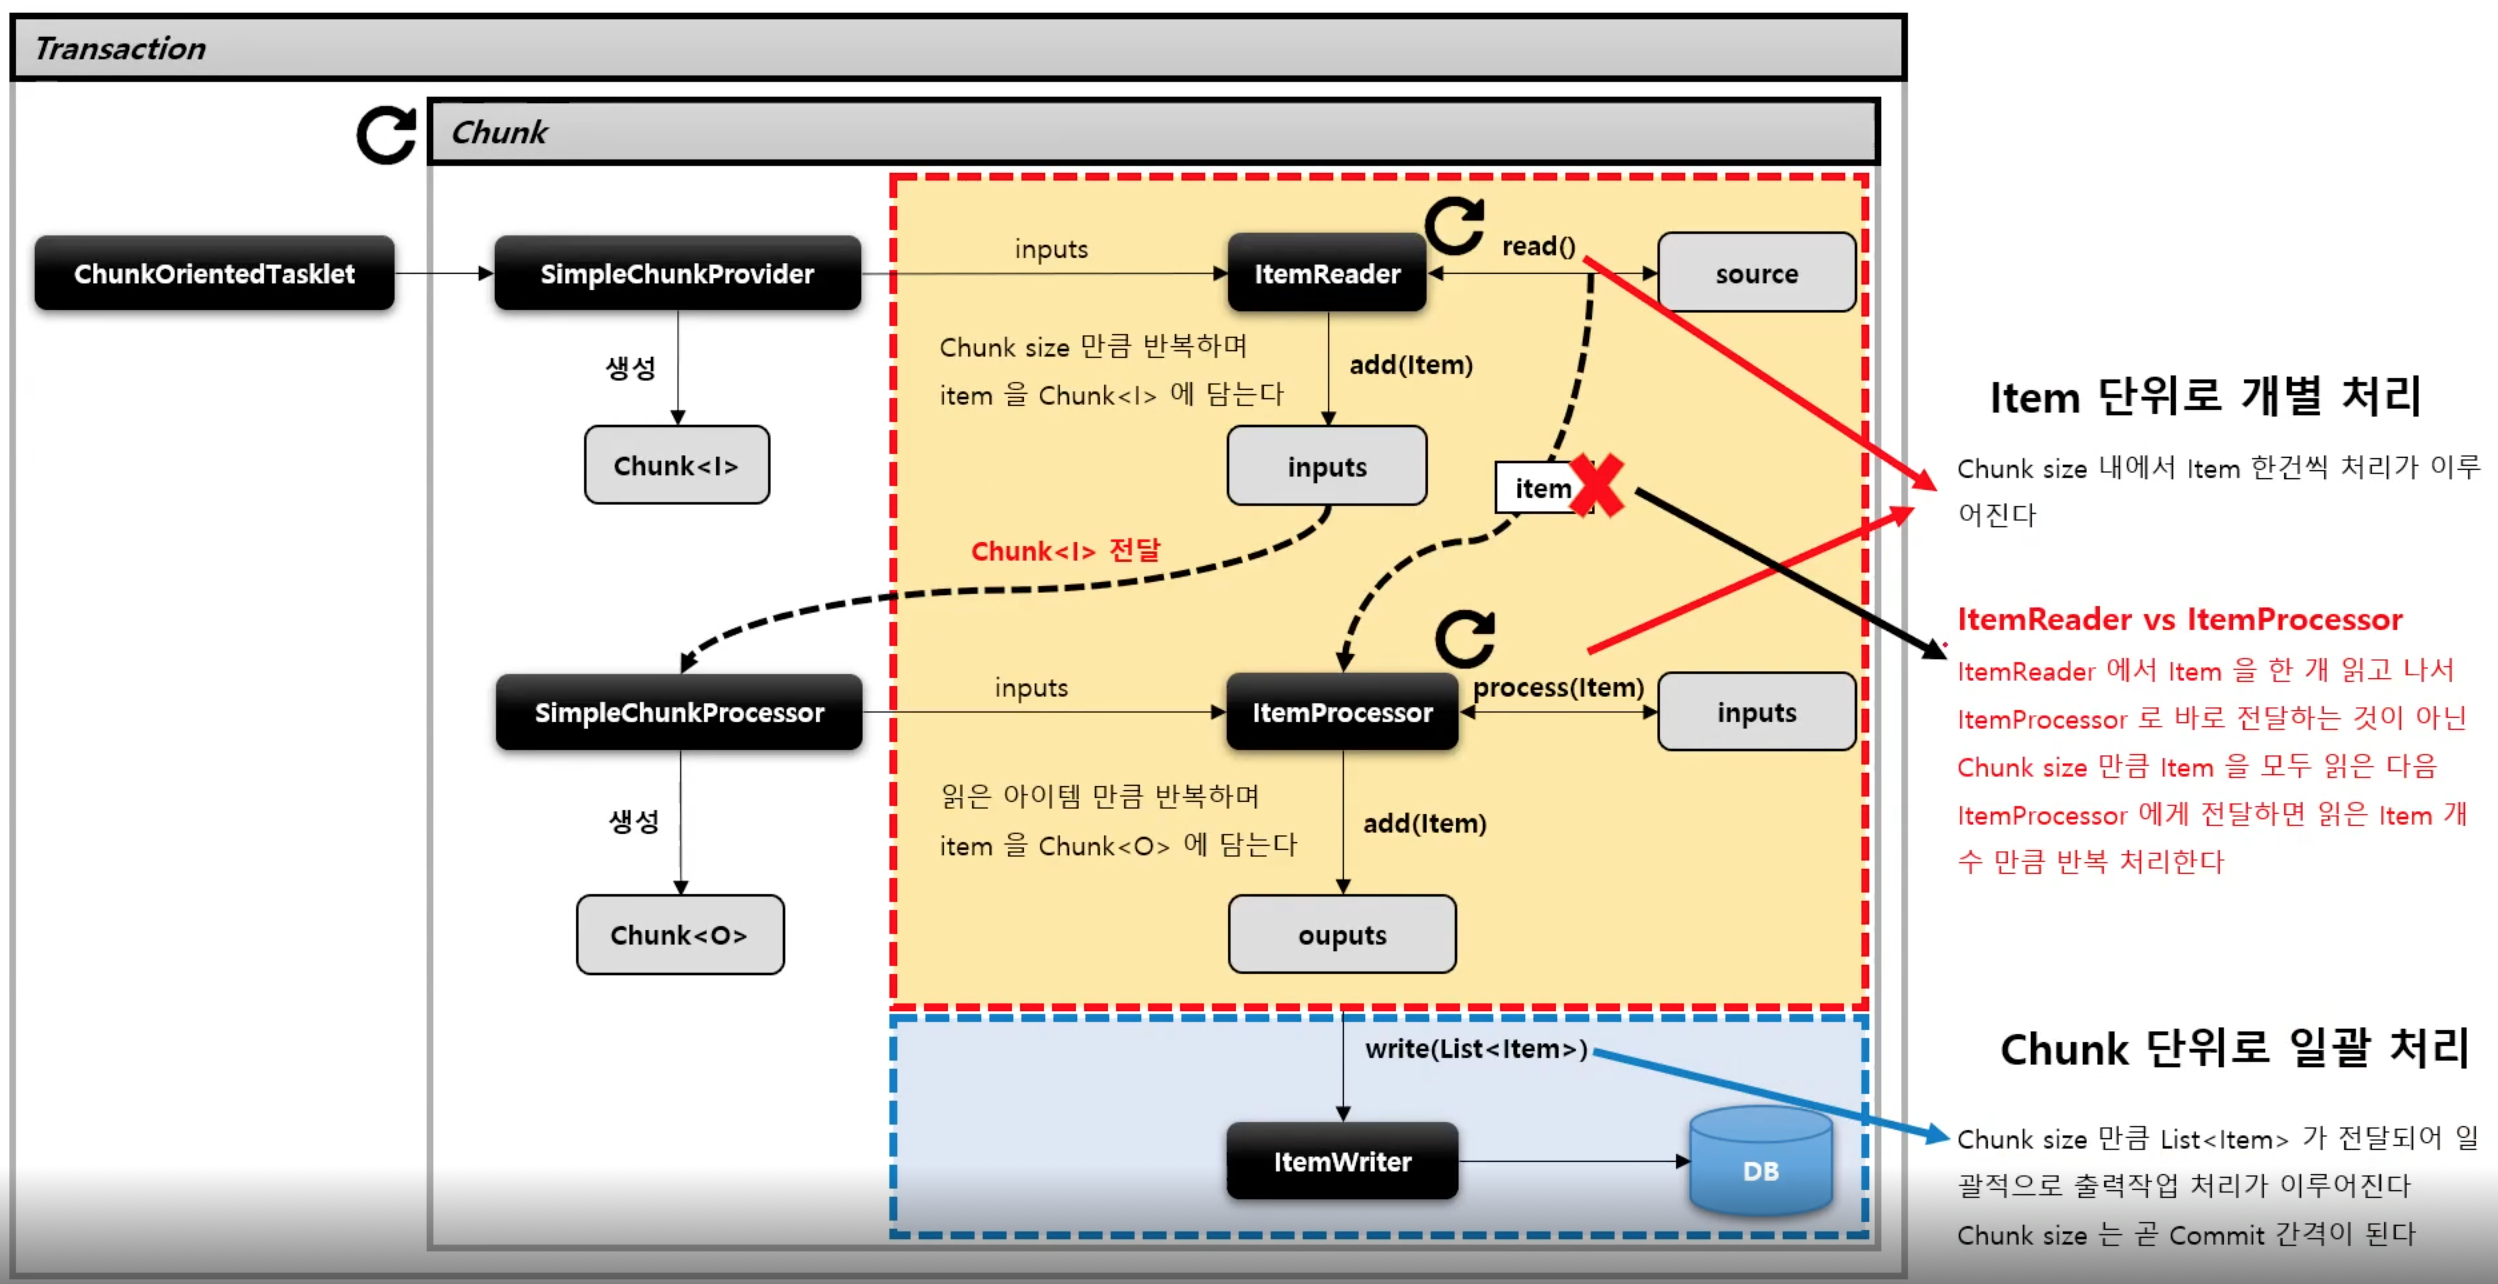 Transaction
Chunk
ChunkOrientedTasklet
SimpleChunkProvider
inputs
ItemReader
read()
source
생성
Chunk size 만큼 반복하며
item 을 Chunk<I> 에 담는다
add(Item)
Chunk<I>
inputs
item
Chunk<I> 전달
SimpleChunkProcessor
inputs
ItemProcessor
process(Item)
inputs
생성
읽은 아이템 만큼 반복하며
item 을 Chunk<O> 에 담는다
add(Item)
Chunk<O>
ouputs
write(List<Item>)
ItemWriter
DB
Item 단위로 개별 처리
Chunk size 내에서 Item 한건씩 처리가 이루
어진다
ItemReader vs ItemProcessor
ItemReader 에서 Item 을 한 개 읽고 나서
ItemProcessor 로 바로 전달하는 것이 아닌
Chunk size 만큼 Item 을 모두 읽은 다음
ItemProcessor 에게 전달하면 읽은 Item 개
수 만큼 반복 처리한다
Chunk 단위로 일괄 처리
Chunk size 만큼 List<Item> 가 전달되어 일
괄적으로 출력작업 처리가 이루어진다
Chunk size 는 곧 Commit 간격이 된다